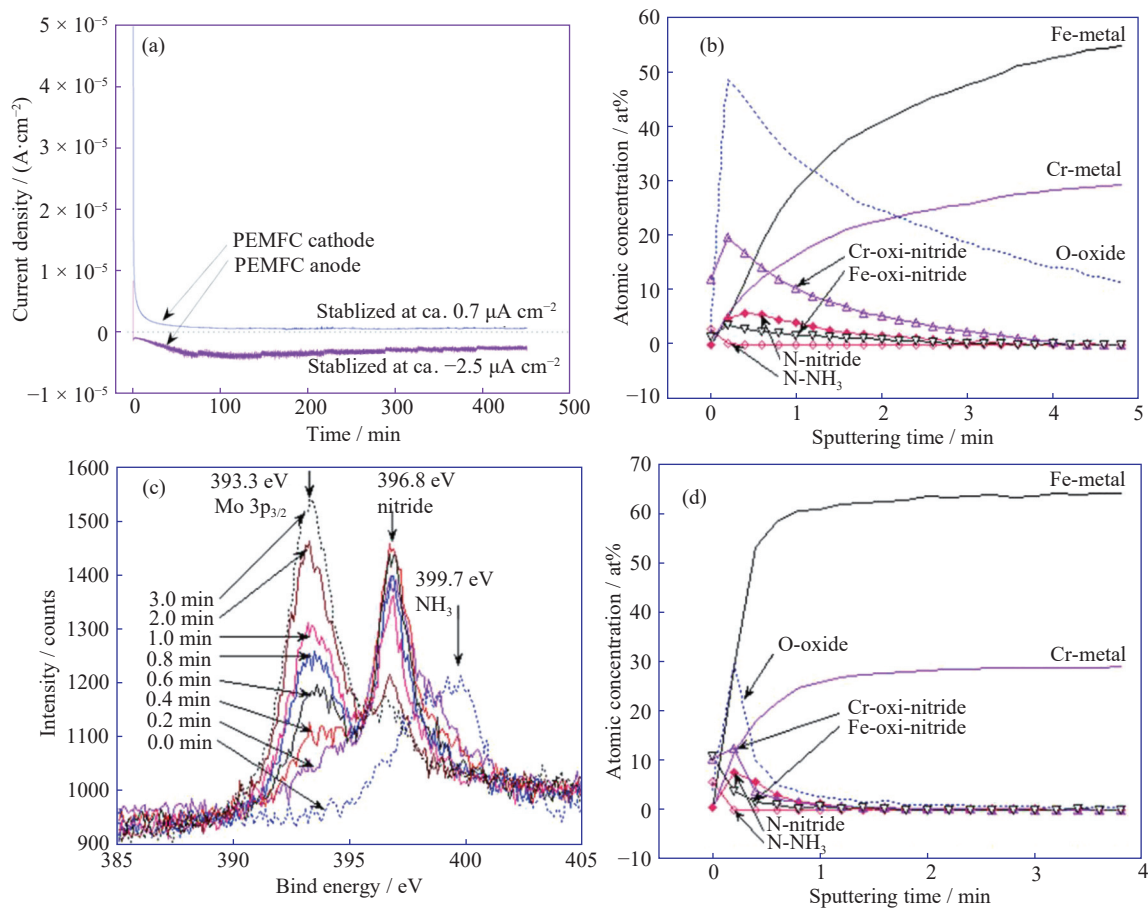 (a)
Current density / (A·cm⁻²)
5 × 10⁻⁵
4 × 10⁻⁵
3 × 10⁻⁵
2 × 10⁻⁵
1 × 10⁻⁵
0
−1 × 10⁻⁵
PEMFC cathode
PEMFC anode
Stablized at ca. 0.7 μA cm⁻²
Stablized at ca. −2.5 μA cm⁻²
0 100 200 300 400 500
Time / min
(b)
Atomic concentration / at%
60
50
40
30
20
10
0
−10
Fe-metal
Cr-metal
O-oxide
Cr-oxi-nitride
Fe-oxi-nitride
N-nitride
N-NH₃
0 1 2 3 4 5
Sputtering time / min
(c)
Intensity / counts
1600
1500
1400
1300
1200
1100
1000
900
393.3 eV
Mo 3p₃/₂
396.8 eV
nitride
399.7 eV
NH₃
3.0 min
2.0 min
1.0 min
0.8 min
0.6 min
0.4 min
0.2 min
0.0 min
385 390 395 400 405
Bind energy / eV
(d)
Atomic concentration / at%
70
60
50
40
30
20
10
0
−10
Fe-metal
O-oxide
Cr-metal
Cr-oxi-nitride
Fe-oxi-nitride
N-nitride
N-NH₃
0 1 2 3 4
Sputtering time / min